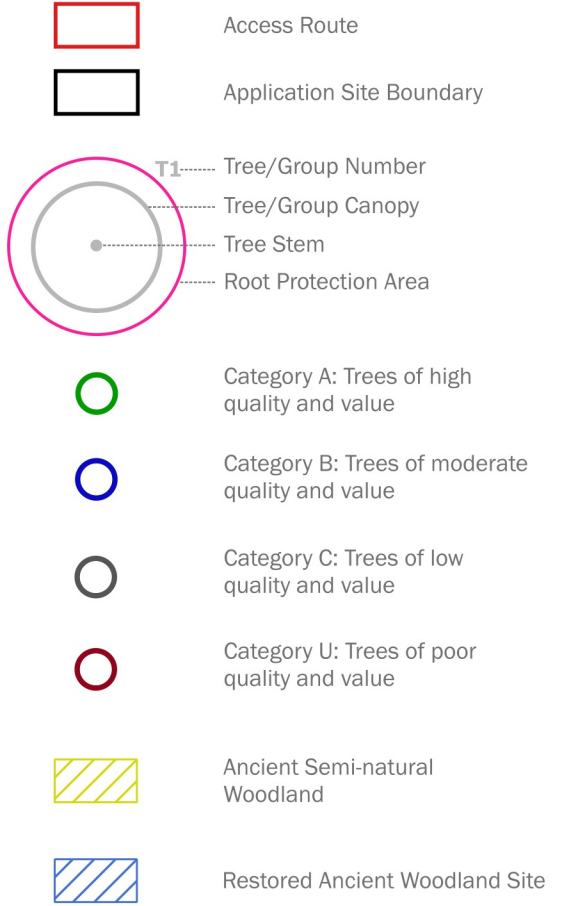 Access Route
Application Site Boundary
T1
Tree/Group Number
Tree/Group Canopy
Tree Stem
Root Protection Area
Category A: Trees of high
quality and value
Category B: Trees of moderate
quality and value
Category C: Trees of low
quality and value
Category U: Trees of poor
quality and value
Ancient Semi-natural
Woodland
Restored Ancient Woodland Site